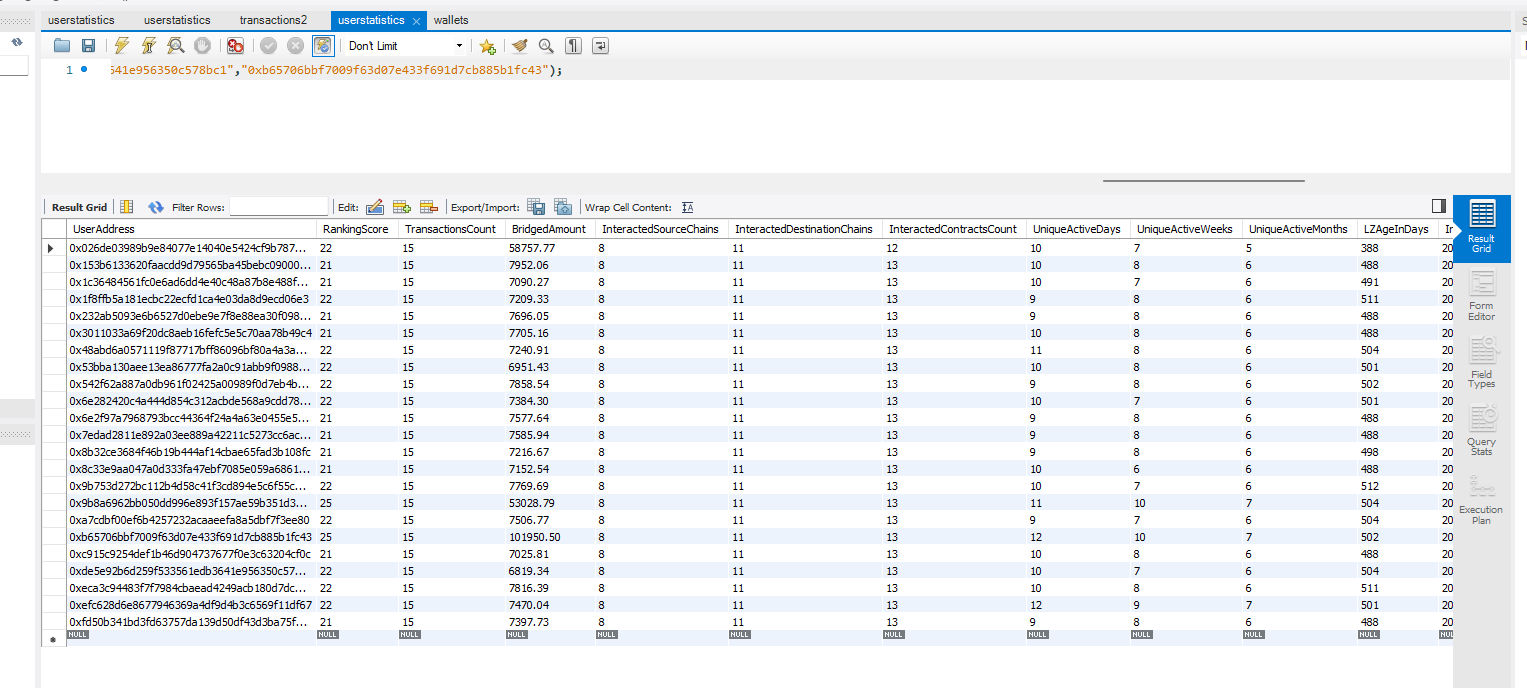 userstatistics userstatistics transactions2 userstatistics wallets
Don't Limit
1 641e956350c578bc1","0xb65706bbf7009f63d07e433f691d7cb885b1fc43");
Result Grid Filter Rows: Edit: Export/Import: Wrap Cell Content:
UserAddress RankingScore TransactionsCount BridgedAmount InteractedSourceChains InteractedDestinationChains InteractedContractsCount UniqueActiveDays UniqueActiveWeeks UniqueActiveMonths LZAgeInDays
0x026de03989b9e84077e14040e5424cf9b787... 22 15 58757.77 8 11 12 10 7 5 388 20
0x153b6133620faacdd9d79565ba45bebc09000... 21 15 7952.06 8 11 13 10 8 6 488 20
0x1c36484561fc0e6ad6dd4e40c48a87b8e488f... 21 15 7090.27 8 11 13 10 7 6 491 20
0x1f8ffb5a181ecbc22ecfd1ca4e03da8d9ecd06e3 22 15 7209.33 8 11 13 9 8 6 511 20
0x232ab5093e6b6527d0ebe9e7f8e88ea30f098... 21 15 7696.05 8 11 13 9 8 6 488 20
0x3011033a69f20dc8aeb16fefc5e5c70aa78b49c4 21 15 7705.16 8 11 13 10 8 6 488 20
0x48abd6a0571119f87717bff86096bf80a4a3a... 22 15 7240.91 8 11 13 11 8 6 504 20
0x53bba130aee13ea86777fa2a0c91abb9f0988... 22 15 6951.43 8 11 13 10 8 6 501 20
0x542f62a887a0db961f02425a00989f0d7eb4b... 22 15 7858.54 8 11 13 9 8 6 502 20
0x6e282420c4a444d854c312acbde568a9cdd78... 22 15 7384.30 8 11 13 10 7 6 501 20
0x6e2f97a7968793bcc44364f24a4a63e0455e5... 21 15 7577.64 8 11 13 9 8 6 488 20
0x7edad2811e892a03ee889a42211c5273cc6ac... 21 15 7585.94 8 11 13 9 8 6 488 20
0x8b32ce3684f46b19b444af14cbae65fad3b108fc 21 15 7216.67 8 11 13 9 8 6 498 20
0x8c33e9aa047a0d333fa47ebf7085e059a6861... 21 15 7152.54 8 11 13 10 6 6 488 20
0x9b753d272bc112b4d58c41f3cd894e5c6f55c... 22 15 7769.69 8 11 13 10 7 6 512 20
0x9b8a6962bb050dd996e893f157ae59b351d3... 25 15 53028.79 8 11 13 11 10 7 504 20
0xa7cdbf00ef6b4257232acaaeefa8a5dbf7f3ee80 22 15 7506.77 8 11 13 9 7 6 504 20
0xb65706bbf7009f63d07e433f691d7cb885b1fc43 25 15 101950.50 8 11 13 12 10 7 502 20
0xc915c9254def1b46d904737677f0e3c63204cf0c 21 15 7025.81 8 11 13 10 8 6 488 20
0xde5e92b6d259f533561edb3641e956350c57... 22 15 6819.34 8 11 13 10 7 6 504 20
0xeca3c94483f7f7984cbaead4249acb180d7dc... 22 15 7816.39 8 11 13 10 8 6 511 20
0xefc628d6e8677946369a4df9d4b3c6569f11df67 22 15 7470.04 8 11 13 12 9 7 501 20
0xfd50b341bd3fd63757da139d50df43d3ba75f... 21 15 7397.73 8 11 13 9 8 6 488 20
NULL NULL NULL NULL NULL NULL NULL NULL NULL NULL NULL
Result
Grid
Form
Editor
Field
Types
Query
Stats
Execution
Plan